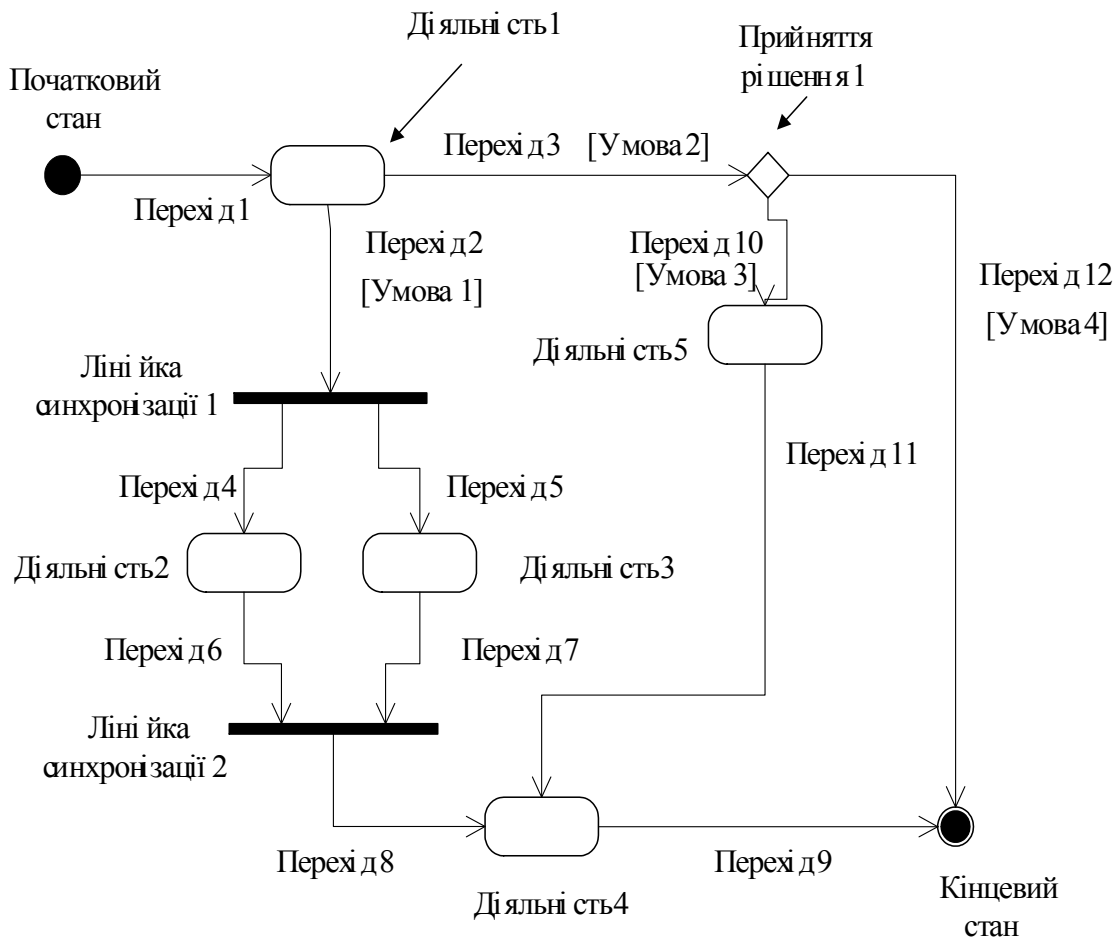 Діяльність1
Прийняття
рішення1
Початковий
стан
Перехід3 [Умова2]
Перехід1
Перехід2
[Умова 1]
Перехід10
[Умова 3]
Перехід12
[Умова4]
Діяльність5
Лінійка
синхронізації 1
Перехід11
Перехід4
Перехід5
Діяльність2
Діяльність3
Перехід6
Перехід7
Лінійка
синхронізації 2
Перехід8
Перехід9
Діяльність4
Кінцевий
стан